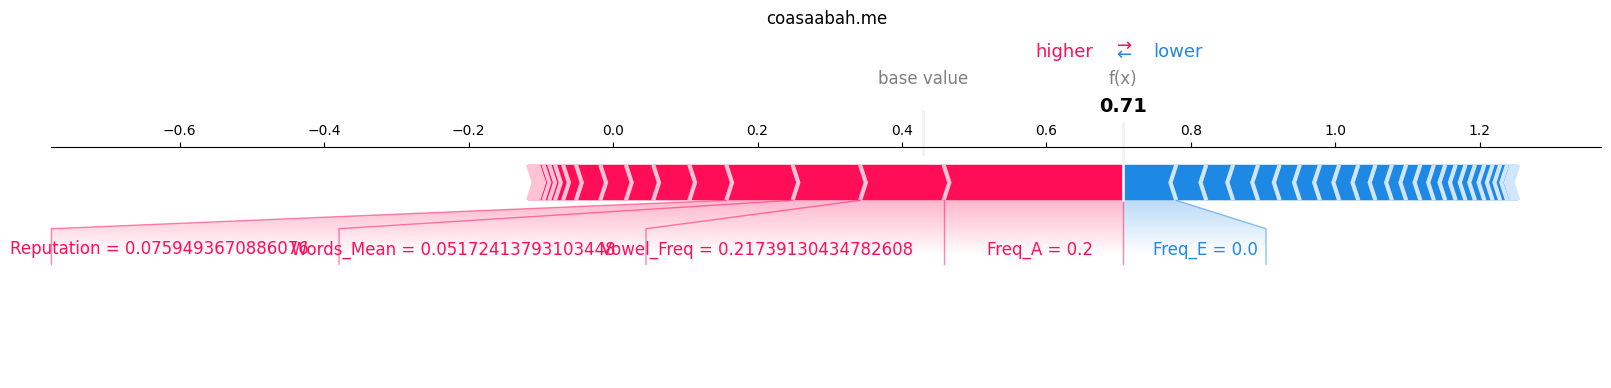 coasaabah.me
higher ⇄ lower
base value f(x)
0.71
−0.6 −0.4 −0.2 0.0 0.2 0.4 0.6 0.8 1.0 1.2
Reputation = 0.0759493670886076 Words_Mean = 0.05172413793103448 Vowel_Freq = 0.21739130434782608 Freq_A = 0.2 Freq_E = 0.0